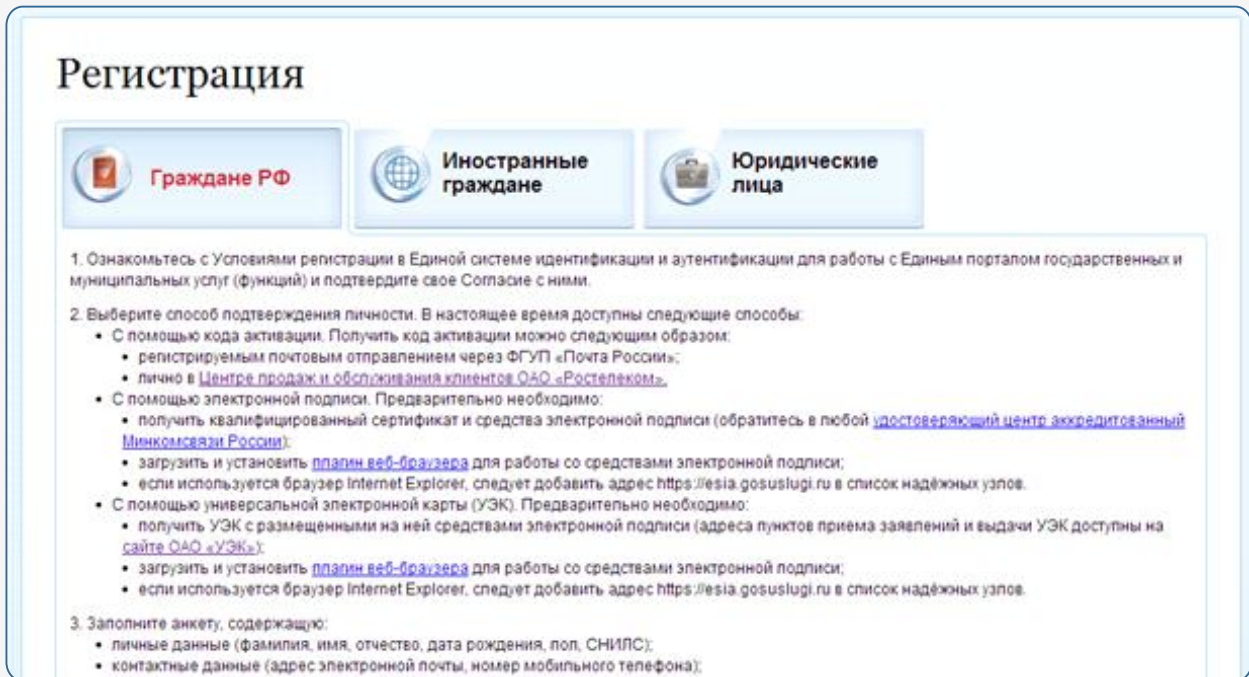 Регистрация
Граждане РФ
Иностранные
граждане
Юридические
лица
1. Ознакомьтесь с Условиями регистрации в Единой системе идентификации и аутентификации для работы с Единым порталом государственных и
муниципальных услуг (функций) и подтвердите свое Согласие с ними.
2. Выберите способ подтверждения личности. В настоящее время доступны следующие способы:
• С помощью кода активации. Получить код активации можно следующим образом:
• регистрируемым почтовым отправлением через ФГУП «Почта России»;
• лично в Центре продаж и обслуживания клиентов ОАО «Ростелеком».
• С помощью электронной подписи. Предварительно необходимо:
• получить квалифицированный сертификат и средства электронной подписи (обратитесь в любой удостоверяющий центр аккредитованный
Минкомсвязи России);
• загрузить и установить плагин веб-браузера для работы со средствами электронной подписи;
• если используется браузер Internet Explorer, следует добавить адрес https://esia.gosuslugi.ru в список надёжных узлов.
• С помощью универсальной электронной карты (УЭК). Предварительно необходимо:
• получить УЭК с размещенными на ней средствами электронной подписи (адреса пунктов приема заявлений и выдачи УЭК доступны на
сайте ОАО «УЭК»);
• загрузить и установить плагин веб-браузера для работы со средствами электронной подписи;
• если используется браузер Internet Explorer, следует добавить адрес https://esia.gosuslugi.ru в список надёжных узлов.
3. Заполните анкету, содержащую:
• личные данные (фамилия, имя, отчество, дата рождения, пол, СНИЛС);
• контактные данные (адрес электронной почты, номер мобильного телефона);